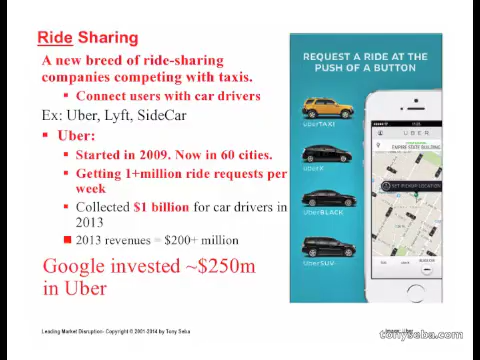 Ride Sharing
A new breed of ride-sharing
companies competing with taxis.
Connect users with car drivers
Ex: Uber, Lyft, SideCar
Uber:
Started in 2009. Now in 60 cities.
Getting 1+million ride requests per
week
Collected $1 billion for car drivers in
2013
2013 revenues = $200+ million
Google invested ~$250m
in Uber
REQUEST A RIDE AT THE
PUSH OF A BUTTON
uberTAXI
uberX
uberBLACK
uberSUV
UBER
EMPIRE STATE BUILDING
SET PICKUP LOCATION
Leading Market Disruption- Copyright © 2001-2014 by Tony Seba
Image: Uber
tonyseba.com